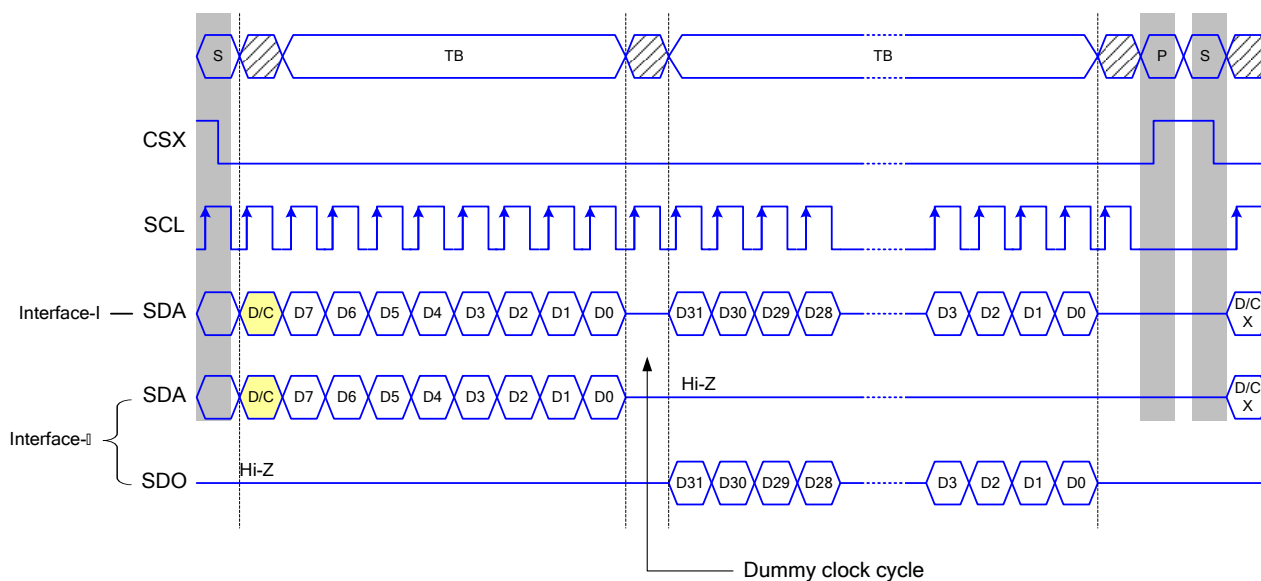 S TB TB P S
CSX
SCL
Interface-I SDA D/C D7 D6 D5 D4 D3 D2 D1 D0 D31 D30 D29 D28 D3 D2 D1 D0 D/C X
SDA D/C D7 D6 D5 D4 D3 D2 D1 D0 Hi-Z D/C X
Interface-
SDO Hi-Z D31 D30 D29 D28 D3 D2 D1 D0
Dummy clock cycle